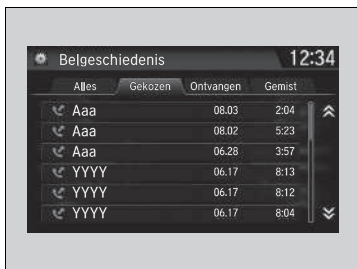 Belgeschiedenis 12:34
Alles Gekozen Ontvangen Gemist
Aaa 08.03 2:04
Aaa 08.02 5:23
Aaa 06.28 3:57
YYYY 06.17 8:13
YYYY 06.17 8:12
YYYY 06.17 8:04